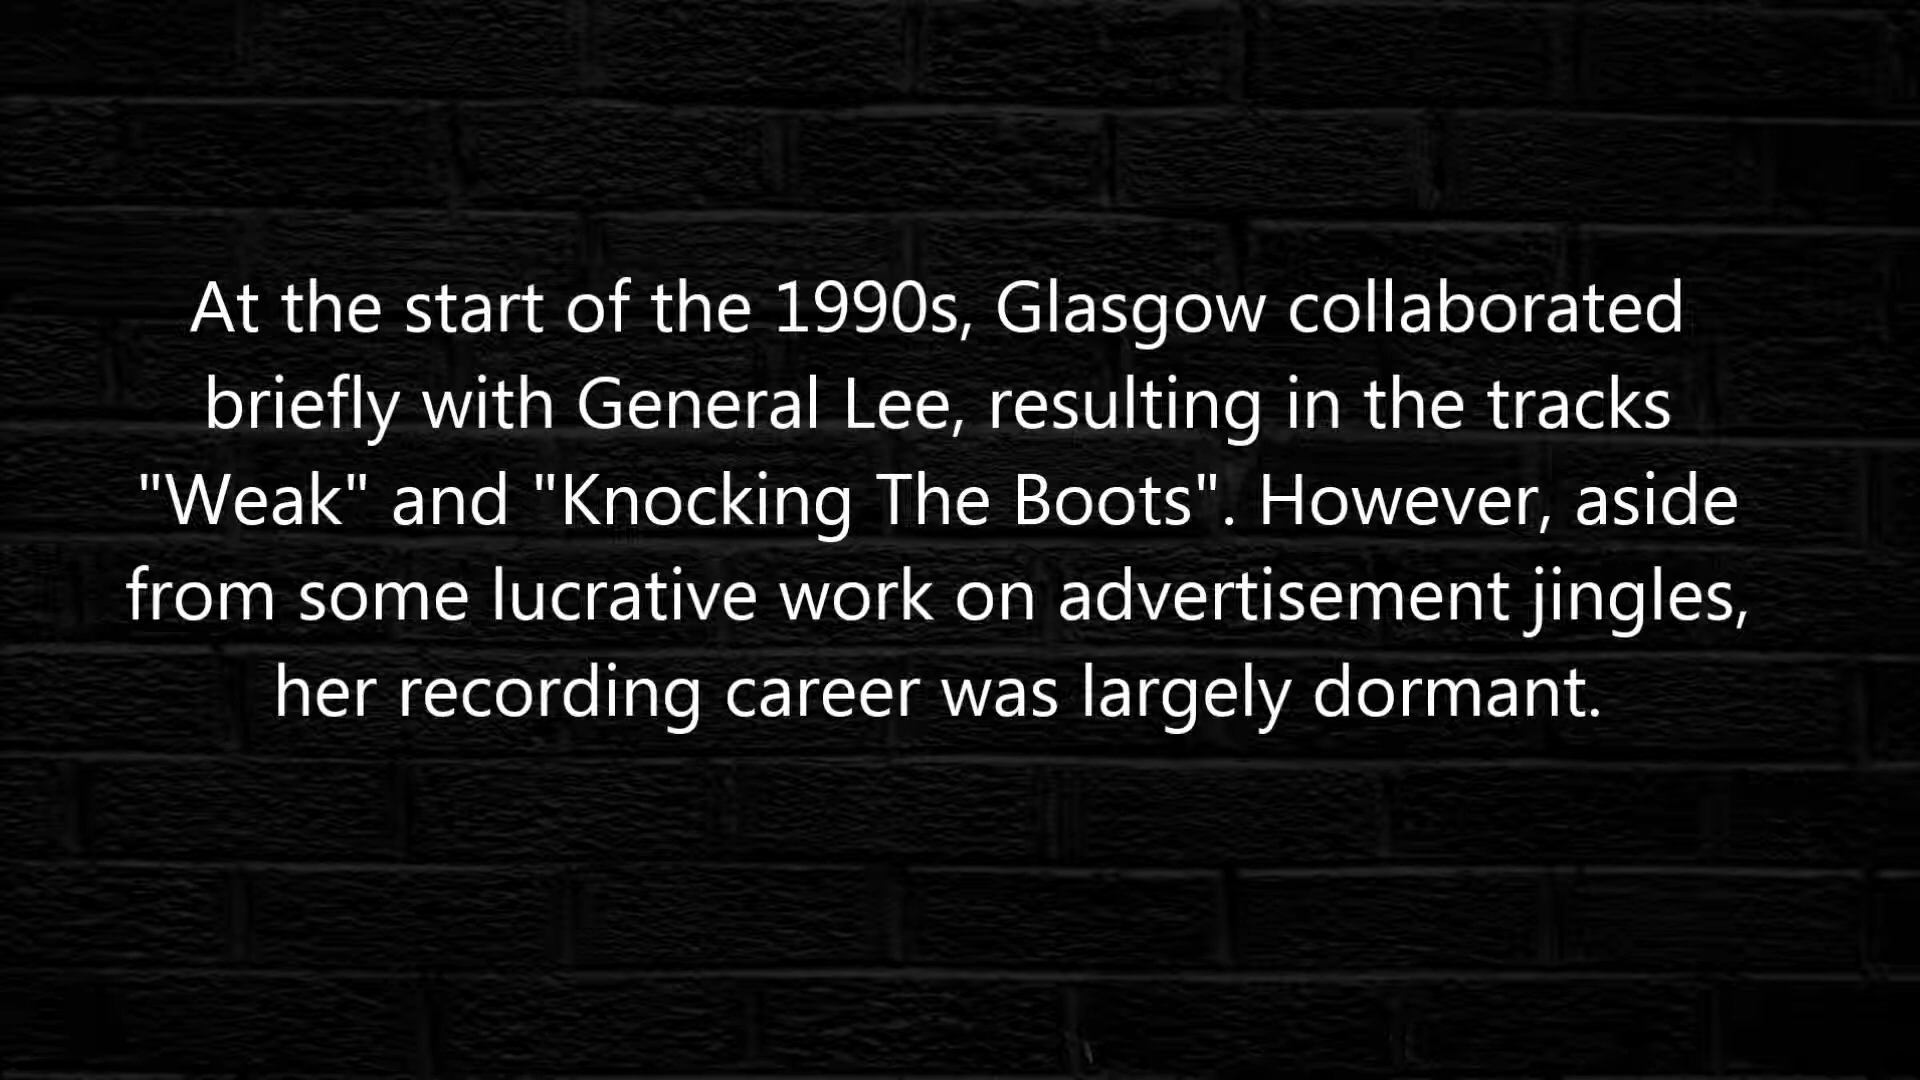 At the start of the 1990s, Glasgow collaborated
briefly with General Lee, resulting in the tracks
"Weak" and "Knocking The Boots". However, aside
from some lucrative work on advertisement jingles,
her recording career was largely dormant.